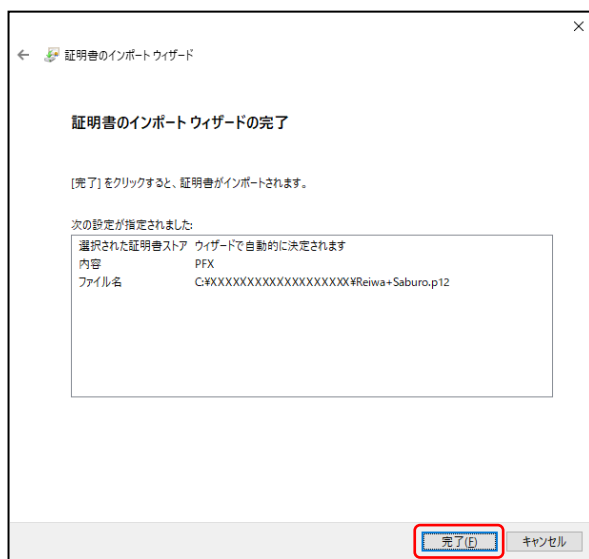 証明書のインポート ウィザード
証明書のインポート ウィザードの完了
[完了] をクリックすると、証明書がインポートされます。
次の設定が指定されました:
選択された証明書ストア ウィザードで自動的に決定されます
内容 PFX
ファイル名 C:¥XXXXXXXXXXXXXXXXXXX¥Reiwa+Saburo.p12
完了(F) キャンセル